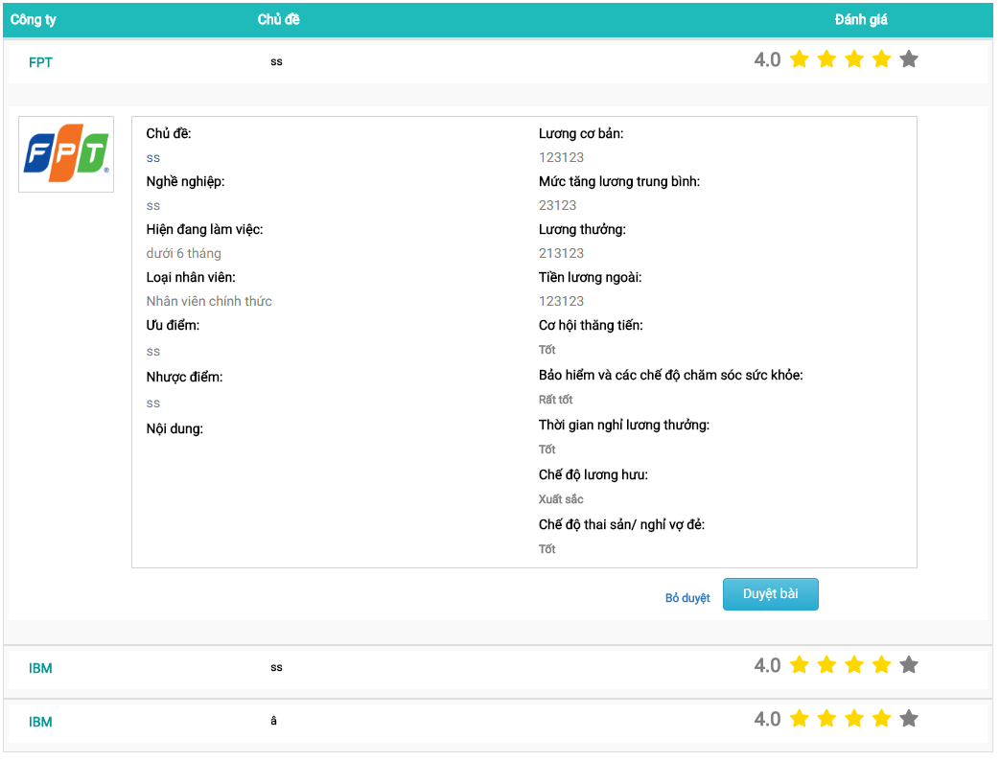 Công ty Chủ đề Đánh giá
FPT ss 4.0
FPT
Chủ đề:
ss
Nghề nghiệp:
ss
Hiện đang làm việc:
dưới 6 tháng
Loại nhân viên:
Nhân viên chính thức
Ưu điểm:
ss
Nhược điểm:
ss
Nội dung:
Lương cơ bản:
123123
Mức tăng lương trung bình:
23123
Lương thưởng:
213123
Tiền lương ngoài:
123123
Cơ hội thăng tiến:
Tốt
Bảo hiểm và các chế độ chăm sóc sức khỏe:
Rất tốt
Thời gian nghỉ lương thưởng:
Tốt
Chế độ lương hưu:
Xuất sắc
Chế độ thai sản/ nghỉ vợ đẻ:
Tốt
Bỏ duyệt Duyệt bài
IBM ss 4.0
IBM â 4.0